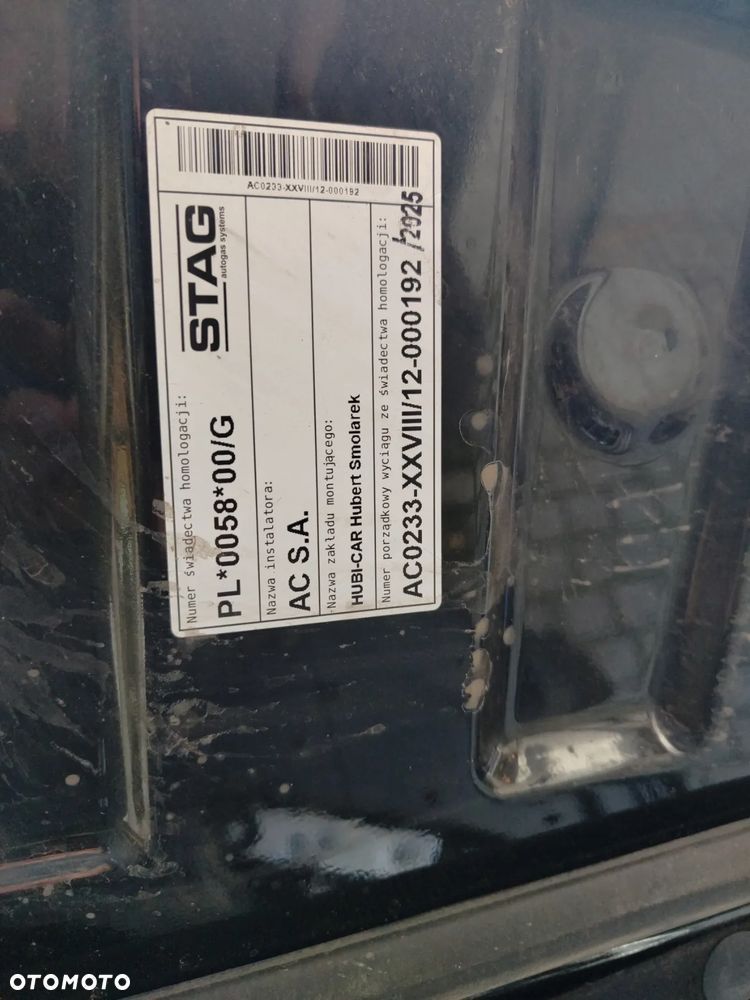 AC0233-XXVIII/12-000192
STAG
autogas systems
Numer świadectwa homologacji:
PL*0058*00/G
Nazwa instalatora:
AC S.A.
Nazwa zakładu montującego:
HUBI-CAR Hubert Smolarek
Numer porządkowy wyciągu ze świadectwa homologacji:
AC0233-XXVIII/12-000192 /2025
OTOMOTO